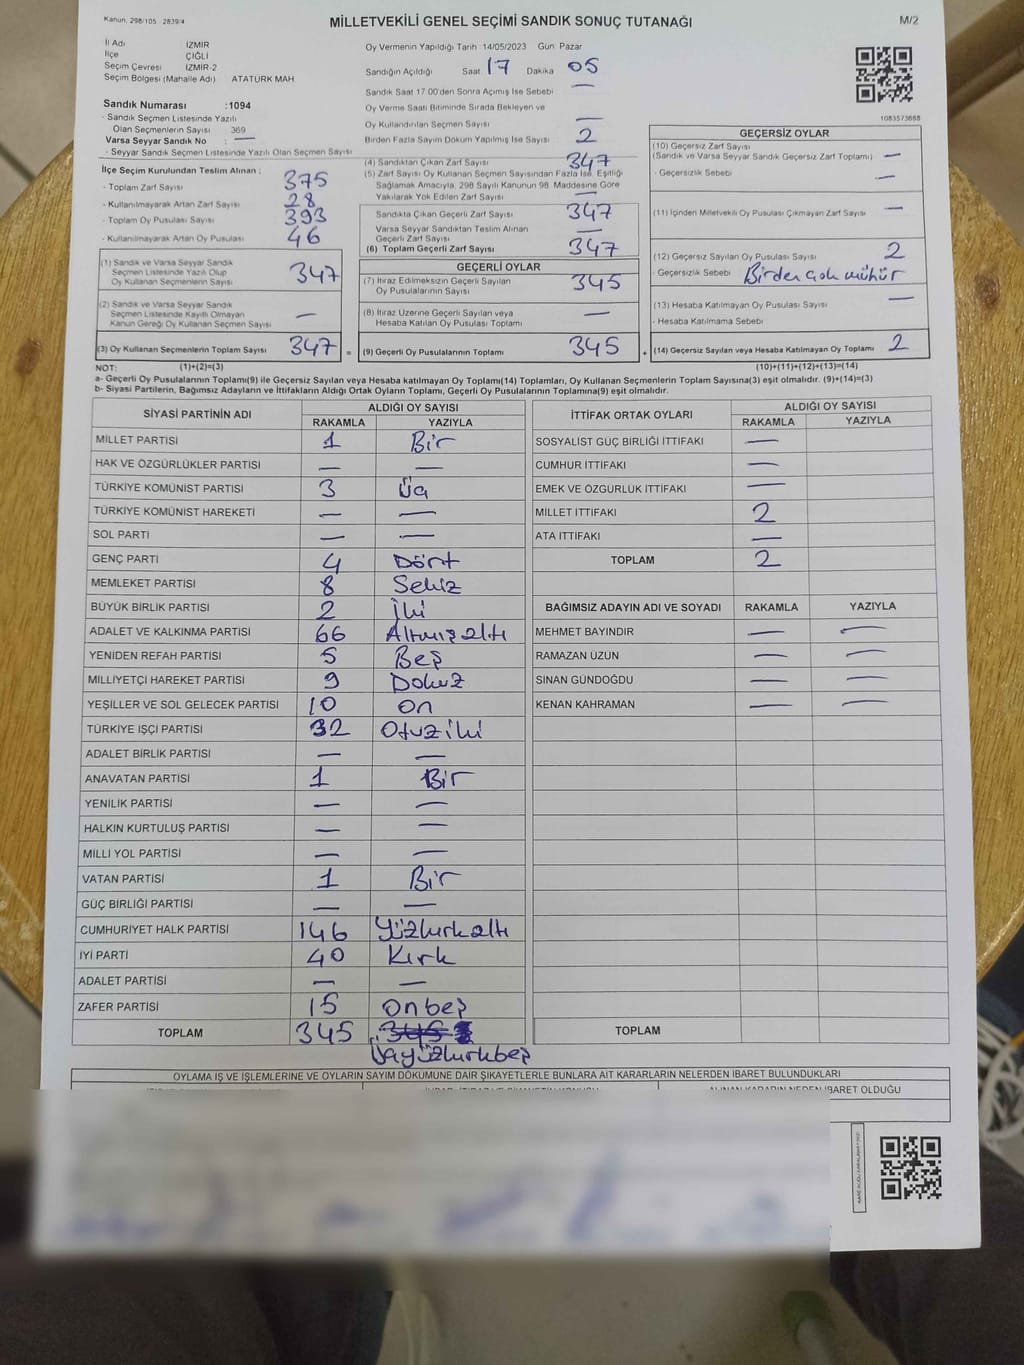 Kanun: 298/105 2839/4
MİLLETVEKİLİ GENEL SEÇİMİ SANDIK SONUÇ TUTANAĞI
M/2
İl Adı İZMİR
İlçe ÇİĞLİ
Seçim Çevresi İZMİR-2
Seçim Bölgesi (Mahalle Adı) ATATÜRK MAH
Sandık Numarası :1094
- Sandık Seçmen Listesinde Yazılı
Olan Seçmenlerin Sayısı : 369
Varsa Seyyar Sandık No : —
- Seyyar Sandık Seçmen Listesinde Yazılı Olan Seçmen Sayısı
İlçe Seçim Kurulundan Teslim Alınan :
- Toplam Zarf Sayısı 375
- Kullanılmayarak Artan Zarf Sayısı 28
- Toplam Oy Pusulası Sayısı 393
- Kullanılmayarak Artan Oy Pusulası 46
(1) Sandık ve Varsa Seyyar Sandık
Seçmen Listesinde Yazılı Olup
Oy Kullanan Seçmenlerin Sayısı 347
(2) Sandık ve Varsa Seyyar Sandık
Seçmen Listesinde Kayıtlı Olmayan
Kanun Gereği Oy Kullanan Seçmen Sayısı —
(3) Oy Kullanan Seçmenlerin Toplam Sayısı 347 =
Oy Vermenin Yapıldığı Tarih 14/05/2023 Gün: Pazar
Sandığın Açıldığı Saat 17 Dakika 05
Sandık Saat 17:00'den Sonra Açılmış İse Sebebi —
Oy Verme Saati Bitiminde Sırada Bekleyen ve
Oy Kullandırılan Seçmen Sayısı —
Birden Fazla Sayım Döküm Yapılmış İse Sayısı 2
(4) Sandıktan Çıkan Zarf Sayısı 347
(5) Zarf Sayısı Oy Kullanan Seçmen Sayısından Fazla İse, Eşitliği
Sağlamak Amacıyla, 298 Sayılı Kanunun 98. Maddesine Göre
Yakılarak Yok Edilen Zarf Sayısı —
Sandıkta Çıkan Geçerli Zarf Sayısı 347
Varsa Seyyar Sandıktan Teslim Alınan
Geçerli Zarf Sayısı —
(6) Toplam Geçerli Zarf Sayısı 347
GEÇERLİ OYLAR
(7) İtiraz Edilmeksizin Geçerli Sayılan
Oy Pusulalarının Sayısı 345
(8) İtiraz Üzerine Geçerli Sayılan veya
Hesaba Katılan Oy Pusulası Toplamı —
(9) Geçerli Oy Pusulalarının Toplamı 345 +
1083573688
GEÇERSİZ OYLAR
(10) Geçersiz Zarf Sayısı
(Sandık ve Varsa Seyyar Sandık Geçersiz Zarf Toplamı) —
- Geçersizlik Sebebi —
(11) İçinden Milletvekili Oy Pusulası Çıkmayan Zarf Sayısı —
(12) Geçersiz Sayılan Oy Pusulası Sayısı 2
- Geçersizlik Sebebi Birden çok mühür
(13) Hesaba Katılmayan Oy Pusulası Sayısı —
- Hesaba Katılmama Sebebi
(14) Geçersiz Sayılan veya Hesaba Katılmayan Oy Toplamı 2
NOT: (1)+(2)=(3) (10)+(11)+(12)+(13)=(14)
a- Geçerli Oy Pusulalarının Toplamı(9) ile Geçersiz Sayılan veya Hesaba katılmayan Oy Toplamı(14) Toplamları, Oy Kullanan Seçmenlerin Toplam Sayısına(3) eşit olmalıdır. (9)+(14)=(3)
b- Siyasi Partilerin, Bağımsız Adayların ve İttifakların Aldığı Ortak Oyların Toplamı, Geçerli Oy Pusulalarının Toplamına(9) eşit olmalıdır.
SİYASİ PARTİNİN ADI ALDIĞI OY SAYISI
RAKAMLA YAZIYLA
MİLLET PARTİSİ 1 Bir
HAK VE ÖZGÜRLÜKLER PARTİSİ — —
TÜRKİYE KOMÜNİST PARTİSİ 3 Üç
TÜRKİYE KOMÜNİST HAREKETİ — —
SOL PARTİ — —
GENÇ PARTİ 4 Dört
MEMLEKET PARTİSİ 8 Sekiz
BÜYÜK BİRLİK PARTİSİ 2 İki
ADALET VE KALKINMA PARTİSİ 66 Altmışaltı
YENİDEN REFAH PARTİSİ 5 Beş
MİLLİYETÇİ HAREKET PARTİSİ 9 Dokuz
YEŞİLLER VE SOL GELECEK PARTİSİ 10 On
TÜRKİYE İŞÇİ PARTİSİ 32 Otuziki
ADALET BİRLİK PARTİSİ — —
ANAVATAN PARTİSİ 1 Bir
YENİLİK PARTİSİ — —
HALKIN KURTULUŞ PARTİSİ — —
MİLLİ YOL PARTİSİ — —
VATAN PARTİSİ 1 Bir
GÜÇ BİRLİĞİ PARTİSİ — —
CUMHURİYET HALK PARTİSİ 146 Yüzkırkaltı
İYİ PARTİ 40 Kırk
ADALET PARTİSİ — —
ZAFER PARTİSİ 15 Onbeş
TOPLAM 345 345
Üçyüzkırkbeş
İTTİFAK ORTAK OYLARI ALDIĞI OY SAYISI
RAKAMLA YAZIYLA
SOSYALİST GÜÇ BİRLİĞİ İTTİFAKI —
CUMHUR İTTİFAKI —
EMEK VE ÖZGÜRLÜK İTTİFAKI —
MİLLET İTTİFAKI 2
ATA İTTİFAKI —
TOPLAM 2
BAĞIMSIZ ADAYIN ADI VE SOYADI RAKAMLA YAZIYLA
MEHMET BAYINDIR — —
RAMAZAN UZUN — —
SİNAN GÜNDOĞDU — —
KENAN KAHRAMAN — —
TOPLAM
OYLAMA İŞ VE İŞLEMLERİNE VE OYLARIN SAYIM DÖKÜMÜNE DAİR ŞİKAYETLERLE BUNLARA AİT KARARLARIN NELERDEN İBARET BULUNDUKLARI
ALINAN KARARIN NEDEN İBARET OLDUĞU